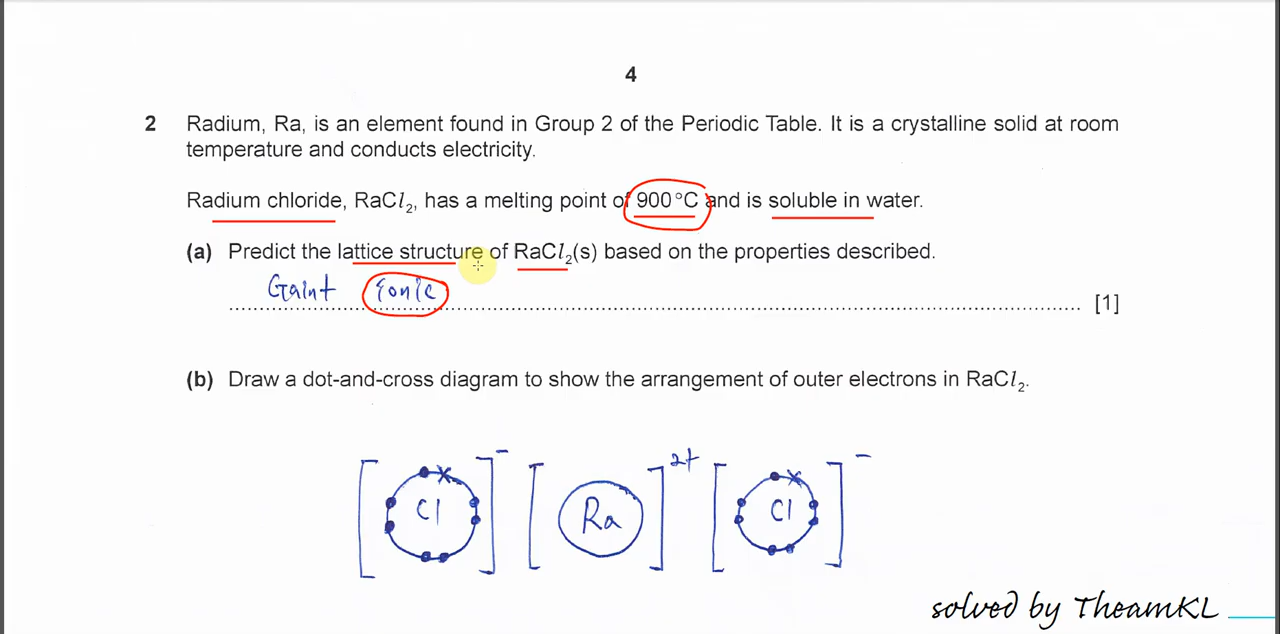 4
2 Radium, Ra, is an element found in Group 2 of the Periodic Table. It is a crystalline solid at room
temperature and conducts electricity.
Radium chloride, RaCl₂, has a melting point of 900 °C and is soluble in water.
(a) Predict the lattice structure of RaCl₂(s) based on the properties described.
Gaint ionic
[1]
(b) Draw a dot-and-cross diagram to show the arrangement of outer electrons in RaCl₂.
[Cl]⁻ [Ra]²⁺ [Cl]⁻
solved by TheamKL